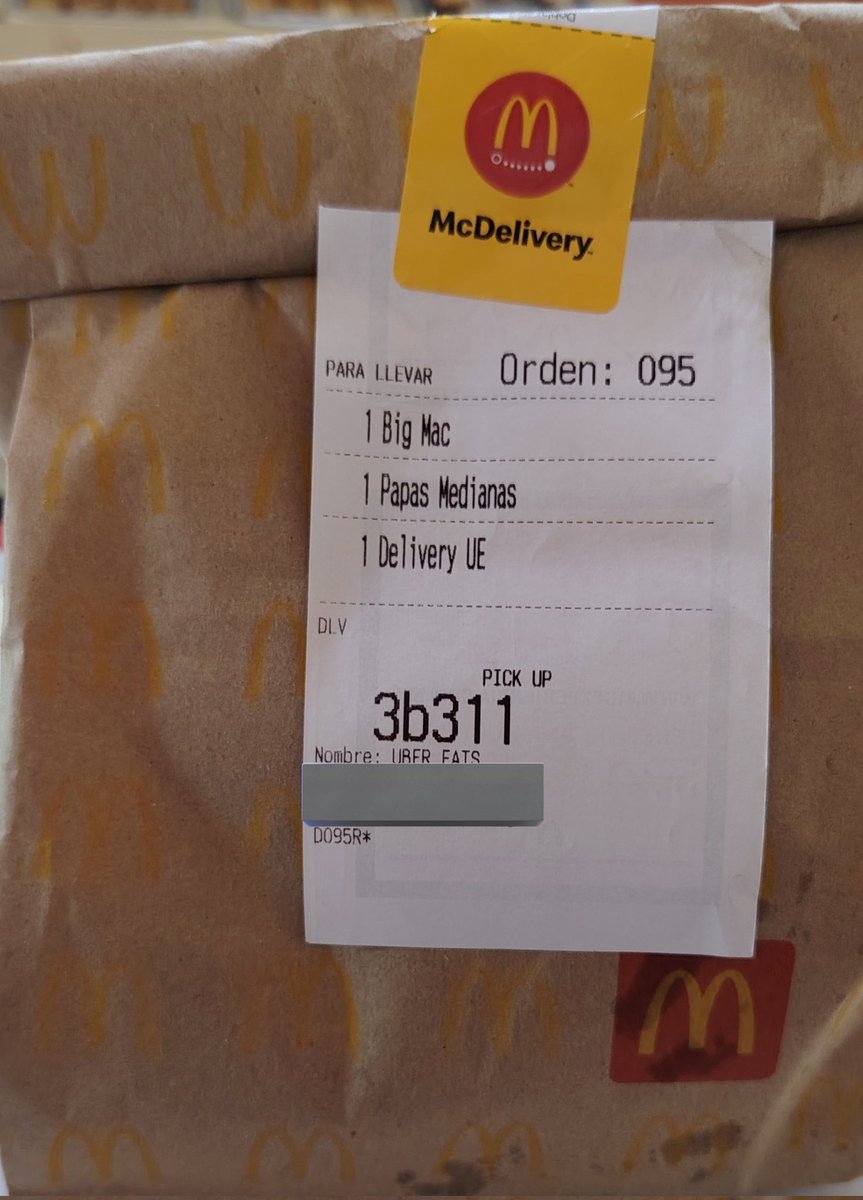 McDelivery
PARA LLEVAR Orden: 095
1 Big Mac
1 Papas Medianas
1 Delivery UE
DLV
PICK UP
3b311
Nombre: UBER EATS
D095R*